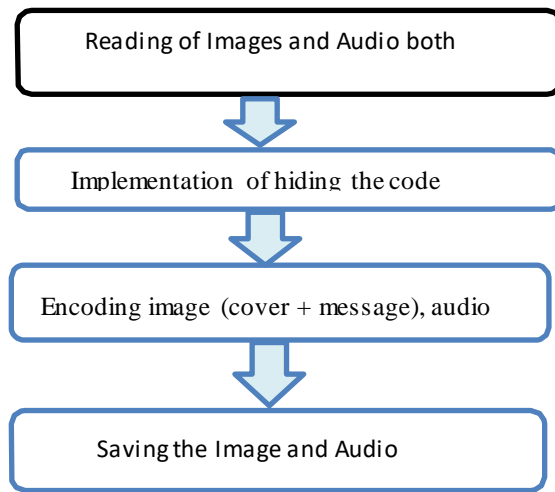 Reading of Images and Audio both
Implementation of hiding the code
Encoding image (cover + message), audio
Saving the Image and Audio